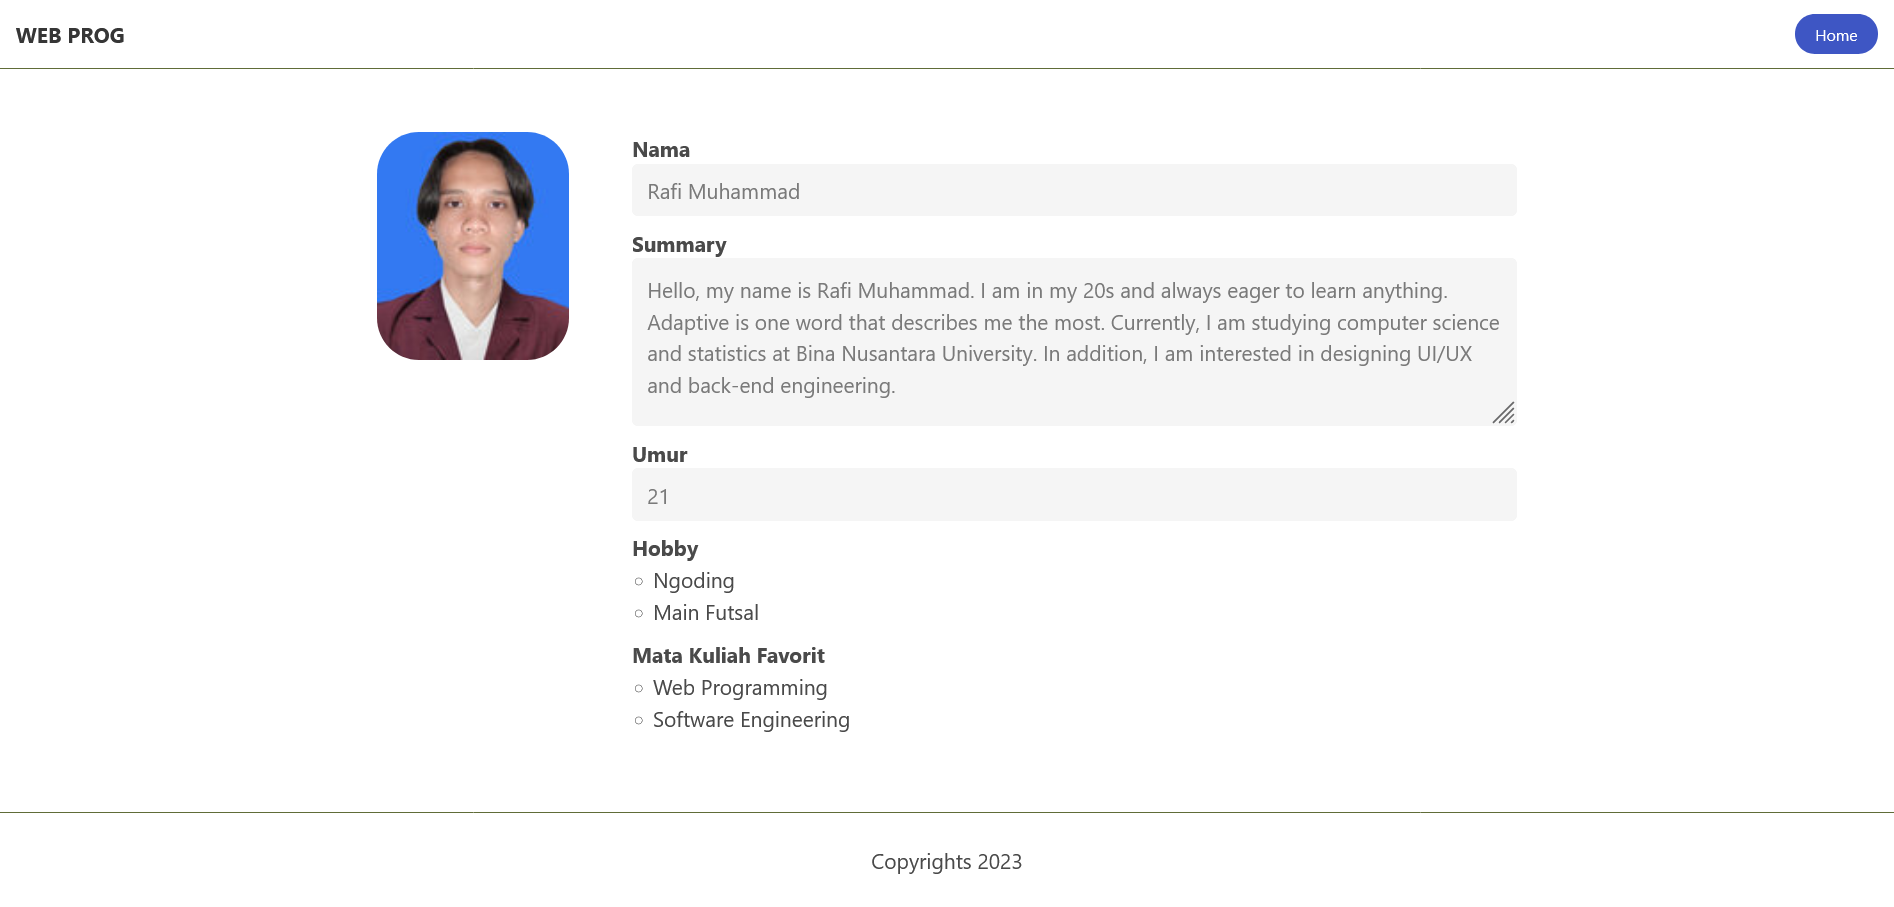 WEB PROG
Home
Nama
Rafi Muhammad
Summary
Hello, my name is Rafi Muhammad. I am in my 20s and always eager to learn anything.
Adaptive is one word that describes me the most. Currently, I am studying computer science
and statistics at Bina Nusantara University. In addition, I am interested in designing UI/UX
and back-end engineering.
Umur
21
Hobby
Ngoding
Main Futsal
Mata Kuliah Favorit
Web Programming
Software Engineering
Copyrights 2023